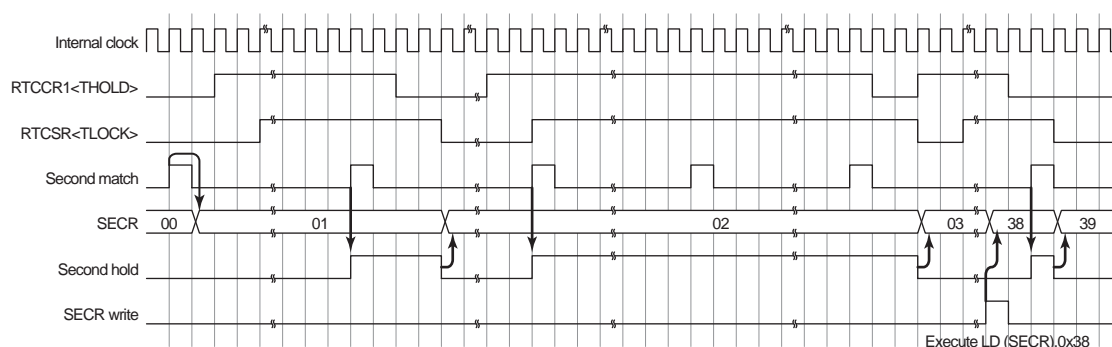 Internal clock
RTCCR1<THOLD>
RTCSR<TLOCK>
Second match
SECR 00 01 02 03 38 39
Second hold
SECR write
Execute LD (SECR),0x38